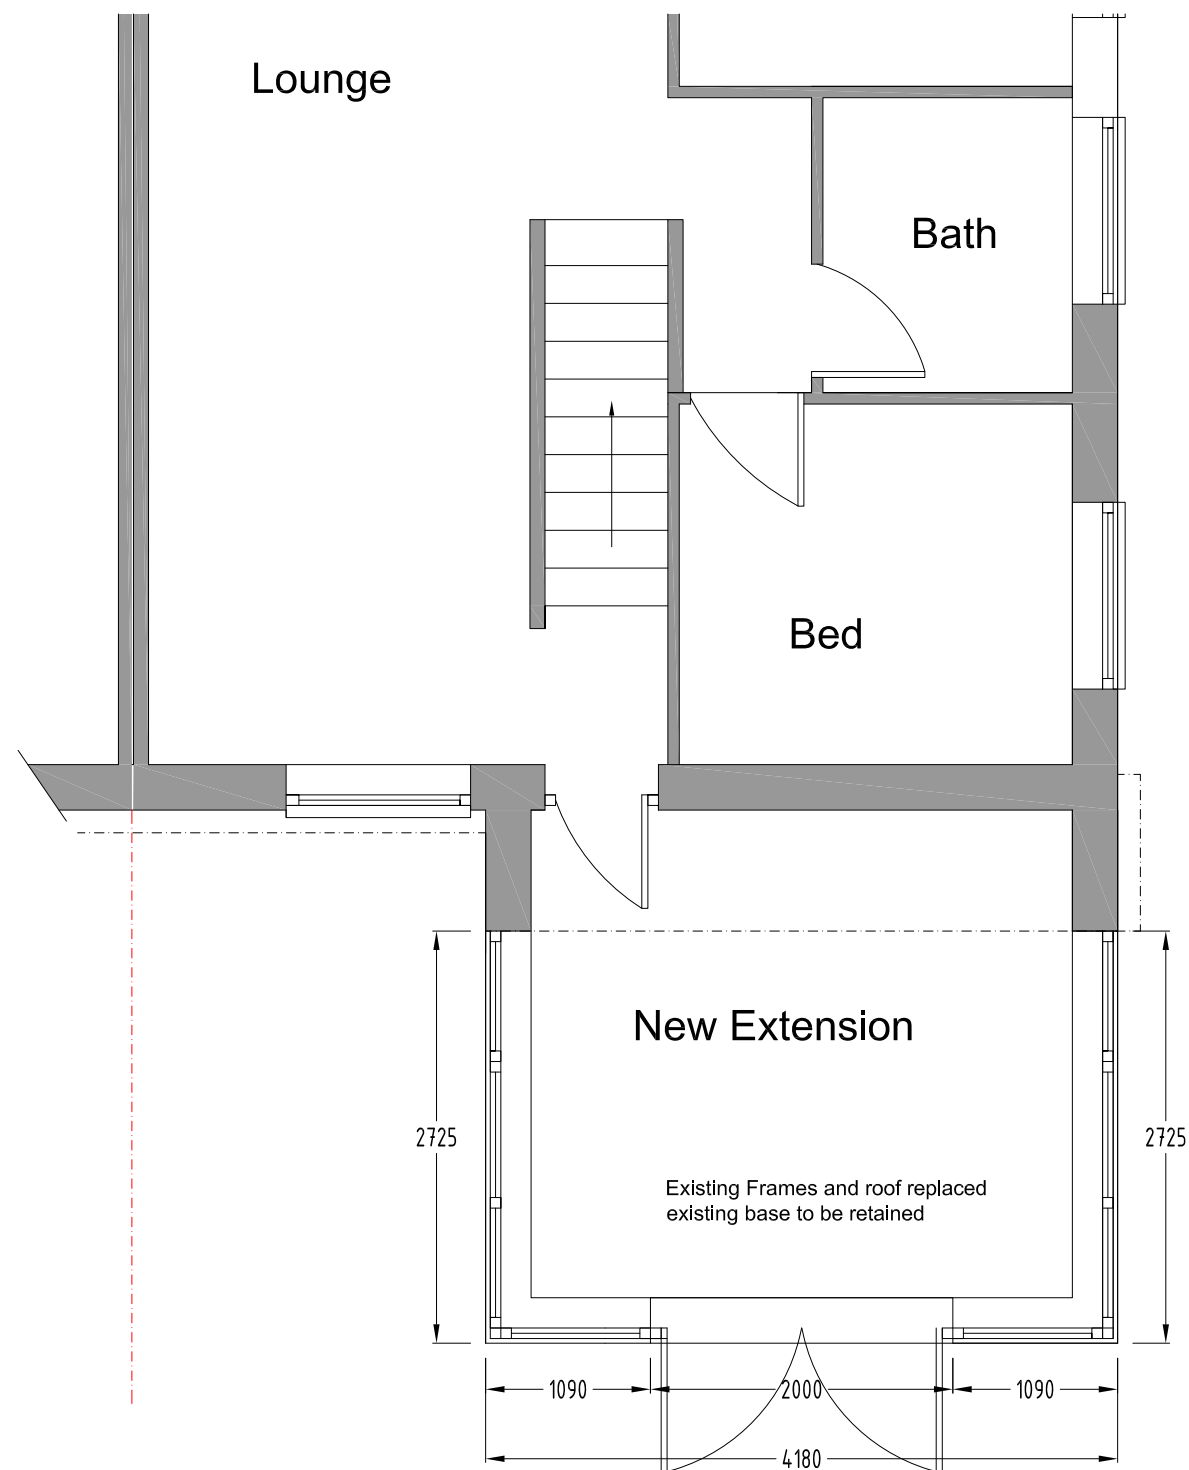 Lounge
Bath
Bed
New Extension
2725
2725
Existing Frames and roof replaced
existing base to be retained
1090
2000
1090
4180